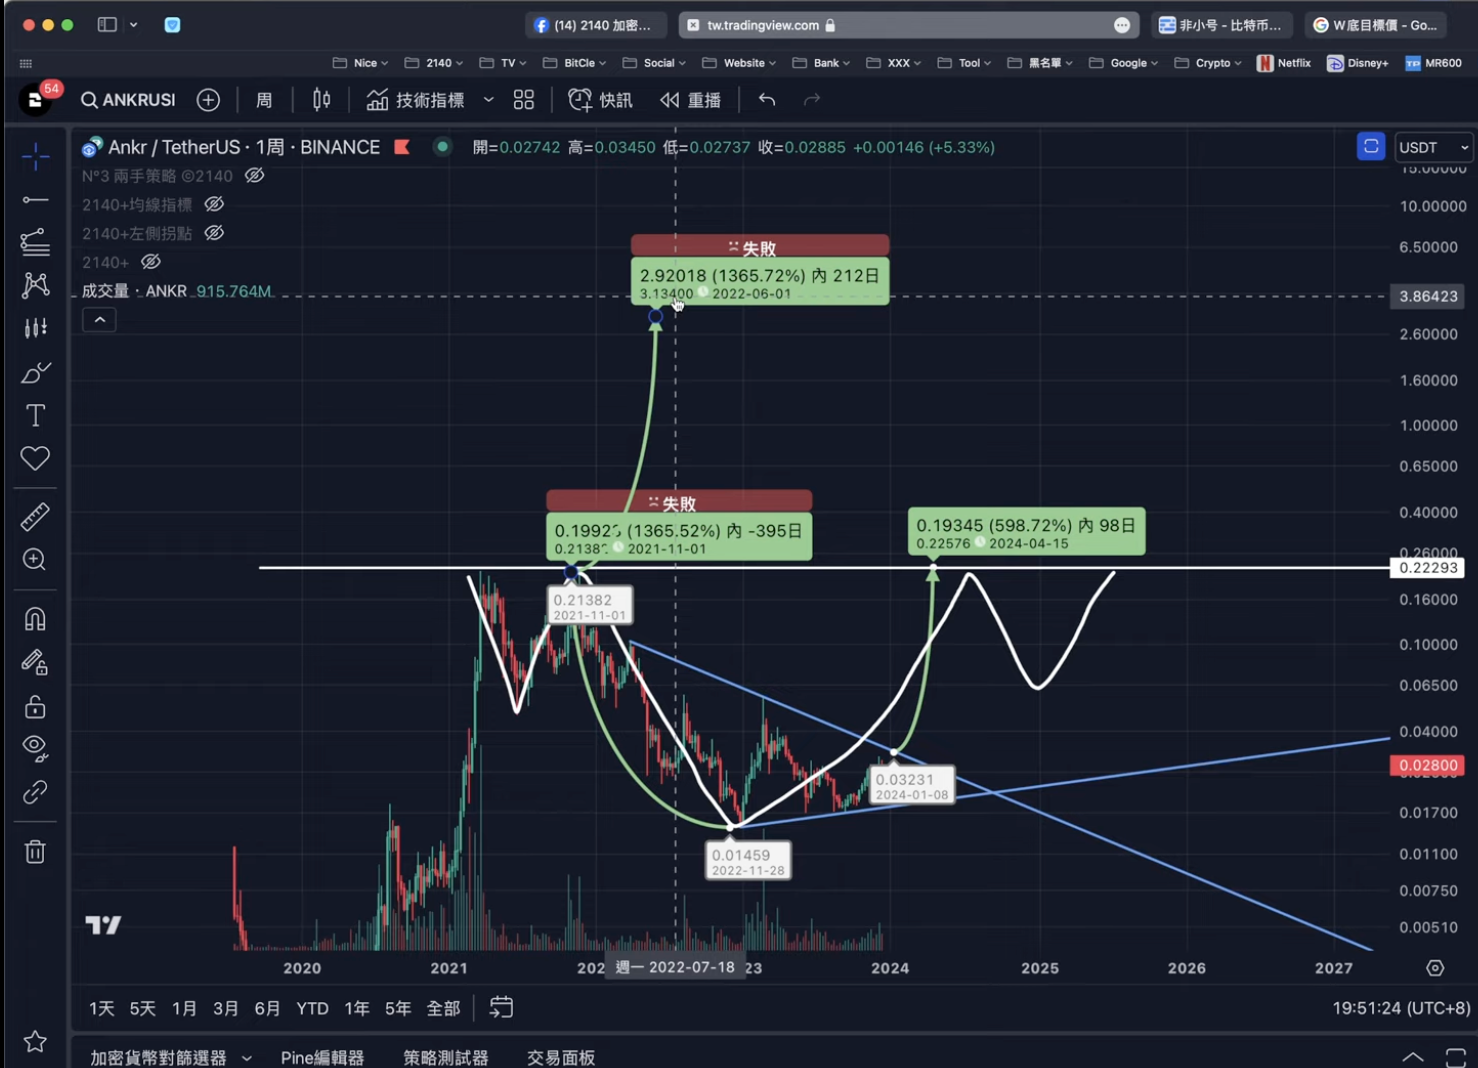 (14) 2140 加密...
tw.tradingview.com
非小号 - 比特币...
W底目標價 - Go...
Nice
2140
TV
BitCle
Social
Website
Bank
XXX
Tool
黑名單
Google
Crypto
Netflix
Disney+
MR600
54
ANKRUSI
周
技術指標
快訊
重播
Ankr / TetherUS · 1周 · BINANCE
開=0.02742 高=0.03450 低=0.02737 收=0.02885 +0.00146 (+5.33%)
USDT
N°3 兩手策略 ©2140
2140+均線指標
2140+左側拐點
2140+
成交量 · ANKR 915.764M
15.00000
10.00000
6.50000
3.86423
2.60000
1.60000
1.00000
0.65000
0.40000
0.26000
0.22293
0.16000
0.10000
0.06500
0.04000
0.02800
0.01700
0.01100
0.00750
0.00510
失敗
2.92018 (1365.72%) 內 212日
3.13400 2022-06-01
失敗
(1365.52%) 內 -395日
2021-11-01
0.19345 (598.72%) 內 98日
0.22576 2024-04-15
0.21382
2021-11-01
0.03231
2024-01-08
0.01459
2022-11-28
2020
2021
週一 2022-07-18
2024
2025
2026
2027
1天 5天 1月 3月 6月 YTD 1年 5年 全部
19:51:24 (UTC+8)
加密貨幣對篩選器
Pine編輯器
策略測試器
交易面板